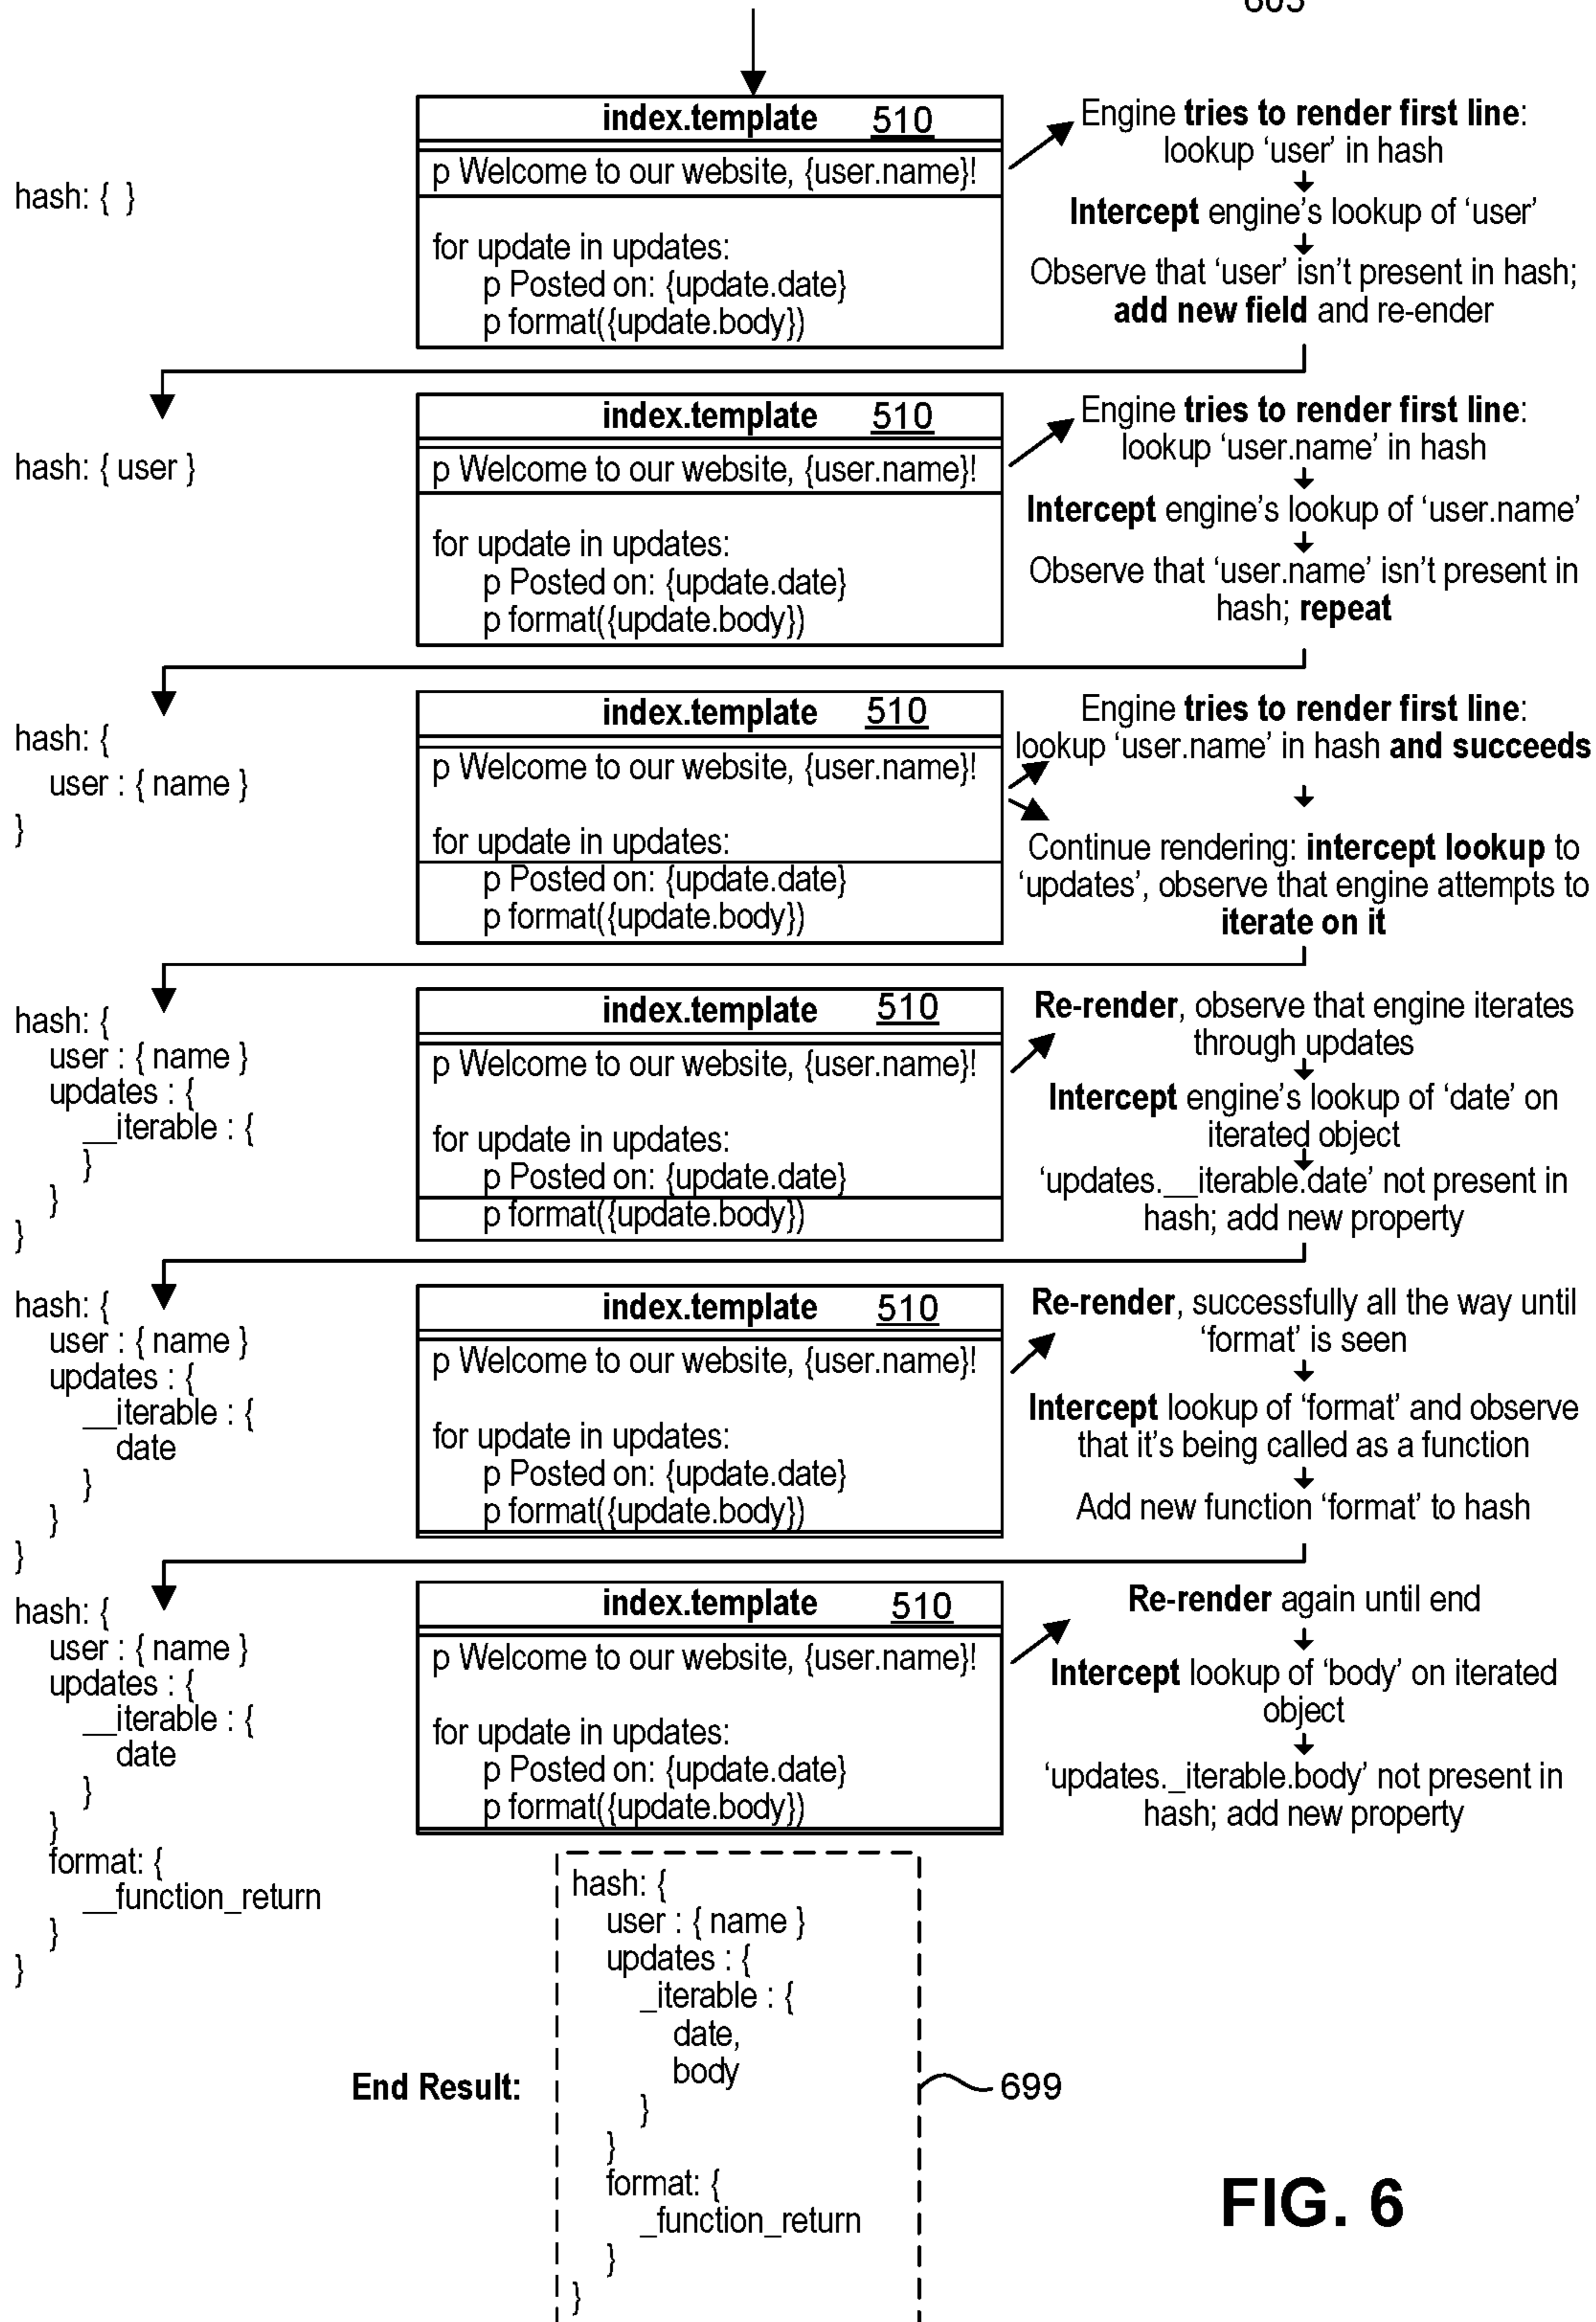 hash: { }
index.template 510
p Welcome to our website, {user.name}!
for update in updates:
p Posted on: {update.date}
p format({update.body})
Engine tries to render first line:
lookup ‘user’ in hash
Intercept engine’s lookup of ‘user’
Observe that ‘user’ isn’t present in hash;
add new field and re-ender
hash: { user }
index.template 510
p Welcome to our website, {user.name}!
for update in updates:
p Posted on: {update.date}
p format({update.body})
Engine tries to render first line:
lookup ‘user.name’ in hash
Intercept engine’s lookup of ‘user.name’
Observe that ‘user.name’ isn’t present in
hash; repeat
hash: {
user : { name }
}
index.template 510
p Welcome to our website, {user.name}!
for update in updates:
p Posted on: {update.date}
p format({update.body})
Engine tries to render first line:
lookup ‘user.name’ in hash and succeeds
Continue rendering: intercept lookup to
‘updates’, observe that engine attempts to
iterate on it
hash: {
user : { name }
updates : {
__iterable : {
}
}
}
index.template 510
p Welcome to our website, {user.name}!
for update in updates:
p Posted on: {update.date}
p format({update.body})
Re-render, observe that engine iterates
through updates
Intercept engine’s lookup of ‘date’ on
iterated object
‘updates.__iterable.date’ not present in
hash; add new property
hash: {
user : { name }
updates : {
__iterable : {
date
}
}
}
index.template 510
p Welcome to our website, {user.name}!
for update in updates:
p Posted on: {update.date}
p format({update.body})
Re-render, successfully all the way until
‘format’ is seen
Intercept lookup of ‘format’ and observe
that it’s being called as a function
Add new function ‘format’ to hash
hash: {
user : { name }
updates : {
__iterable : {
date
}
}
format: {
__function_return
}
}
index.template 510
p Welcome to our website, {user.name}!
for update in updates:
p Posted on: {update.date}
p format({update.body})
Re-render again until end
Intercept lookup of ‘body’ on iterated
object
‘updates._iterable.body’ not present in
hash; add new property
End Result:
hash: {
user : { name }
updates : {
_iterable : {
date,
body
}
}
format: {
_function_return
}
}
699
FIG. 6